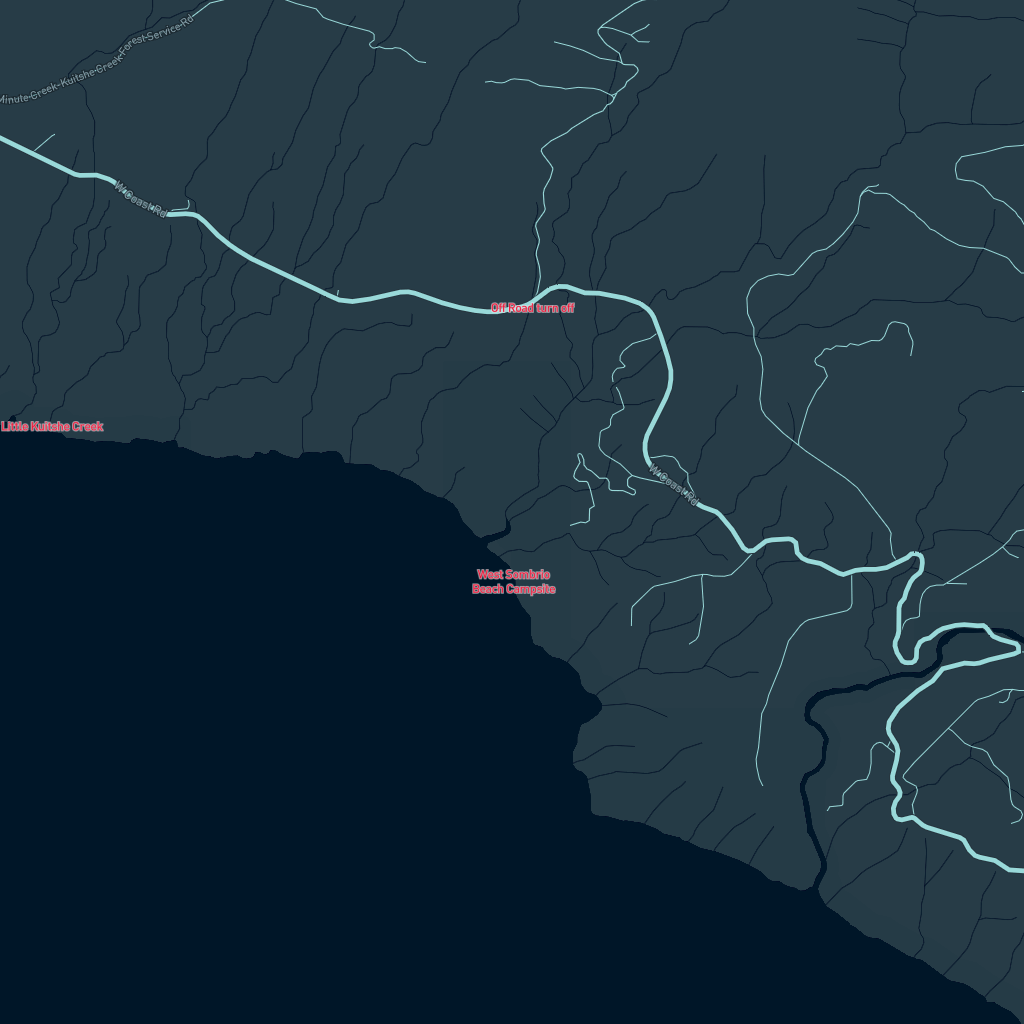 Minute-Creek-Kuitshe-Creek-Forest-Service-Rd
W-Coast-Rd
Off Road turn off
Little Kuitshe Creek
W-Coast-Rd
West Sombrio
Beach Campsite